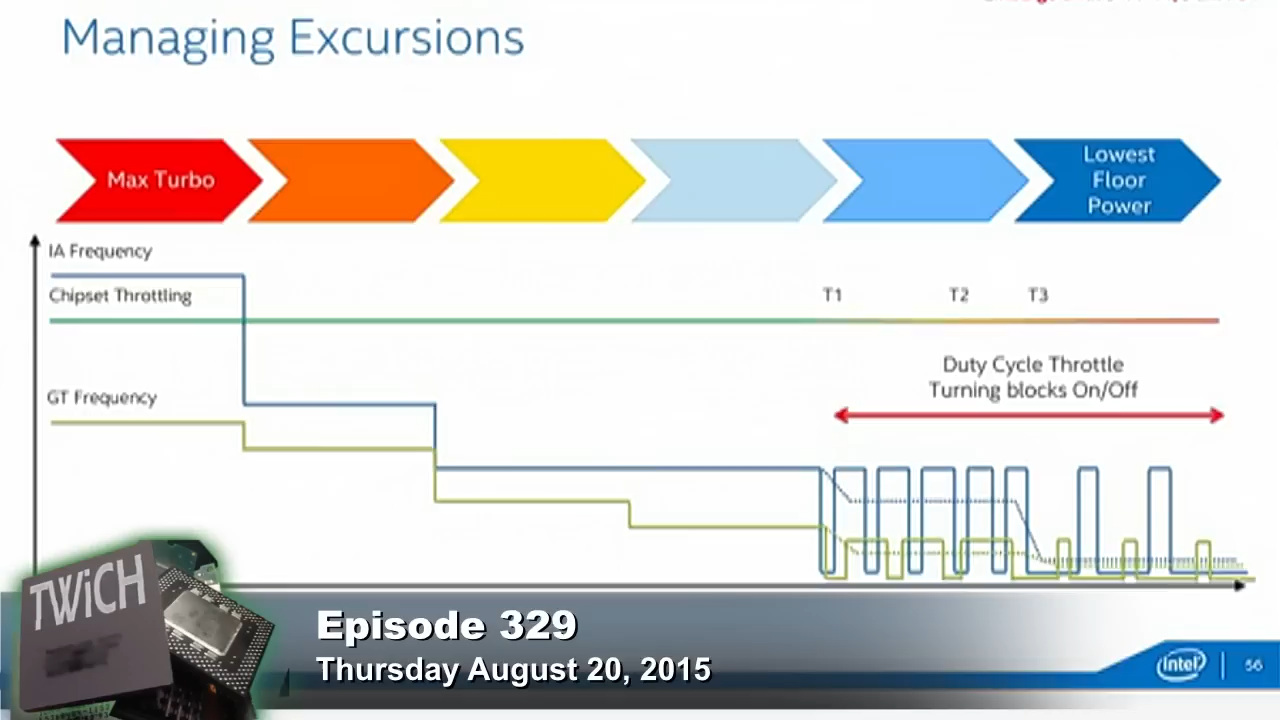 Managing Excursions
Max Turbo
Lowest
Floor
Power
IA Frequency
Chipset Throttling
T1
T2
T3
Duty Cycle Throttle
Turning blocks On/Off
GT Frequency
TWiCH
Episode 329
Thursday August 20, 2015
intel
56